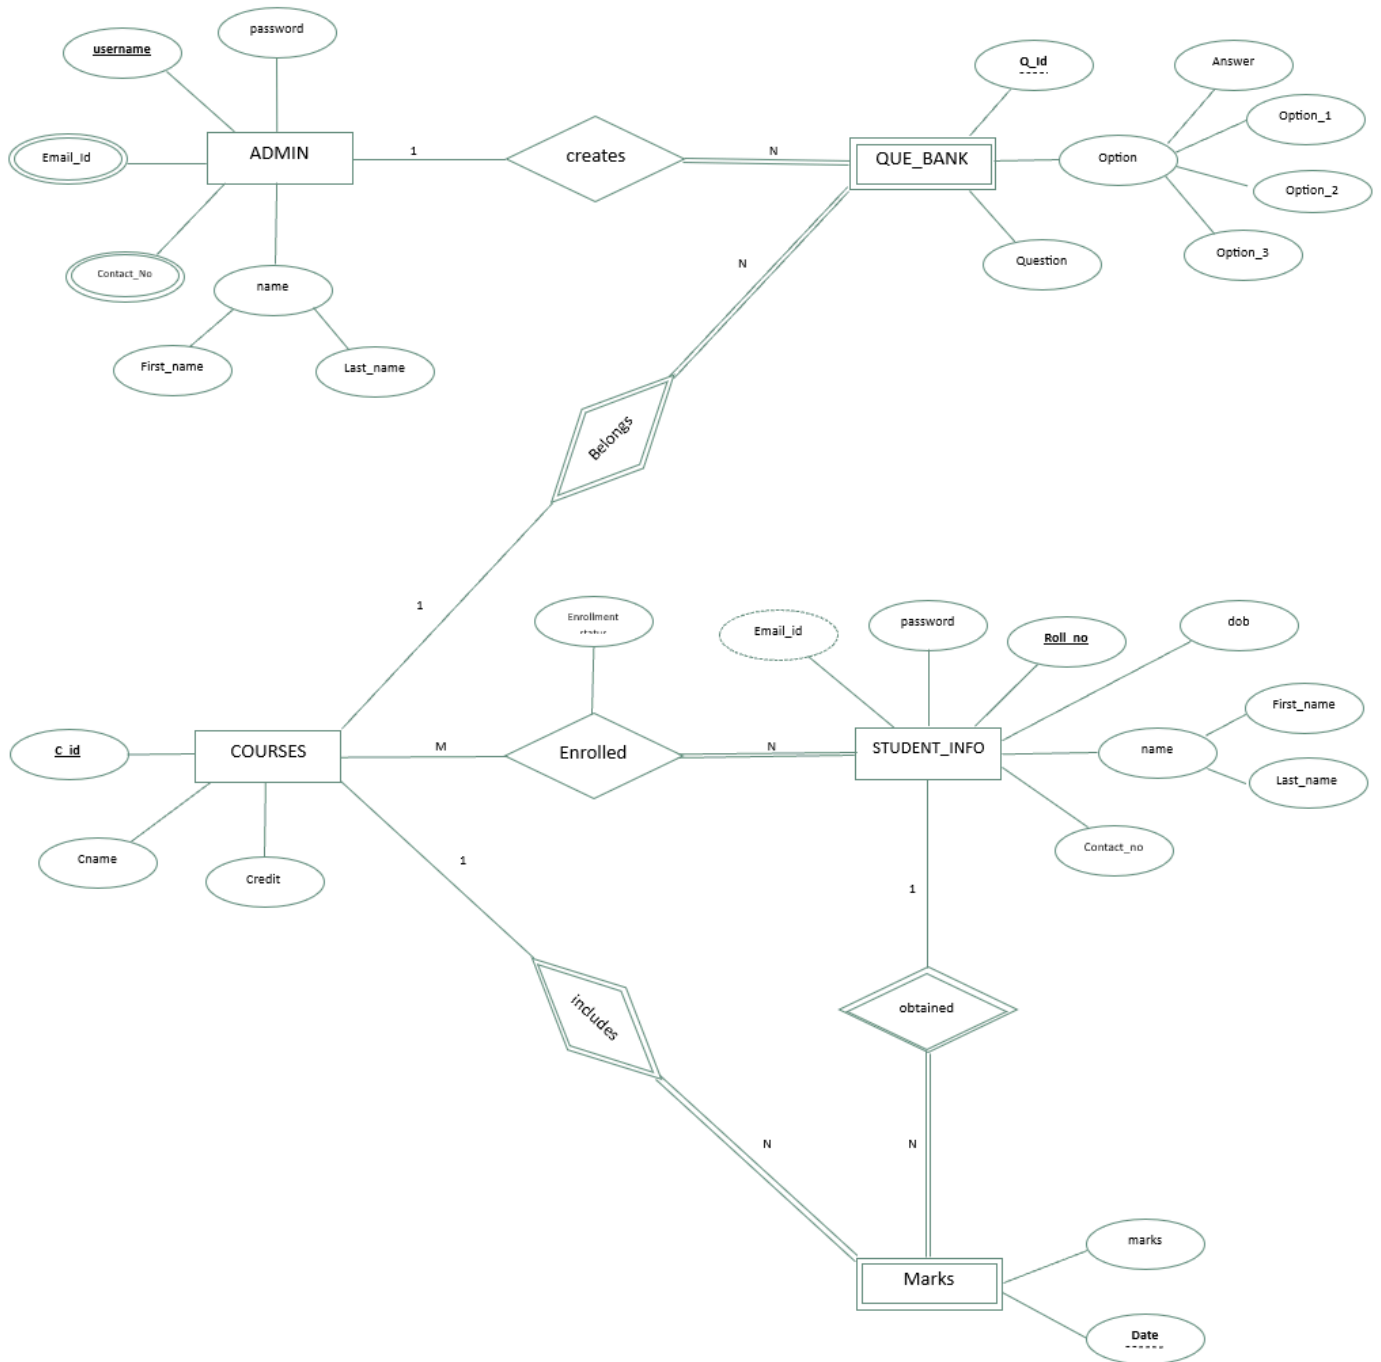 password
username
Q_Id
Answer
Option_1
ADMIN
1
creates
N
QUE_BANK
Option
Email_Id
Option_2
Contact_No
name
N
Question
Option_3
First_name
Last_name
Belongs
1
Enrollment
Email_id
password
Roll_no
dob
First_name
C_id
COURSES
M
Enrolled
N
STUDENT_INFO
name
Last_name
Cname
Credit
1
Contact_no
1
includes
obtained
N
N
marks
Marks
Date